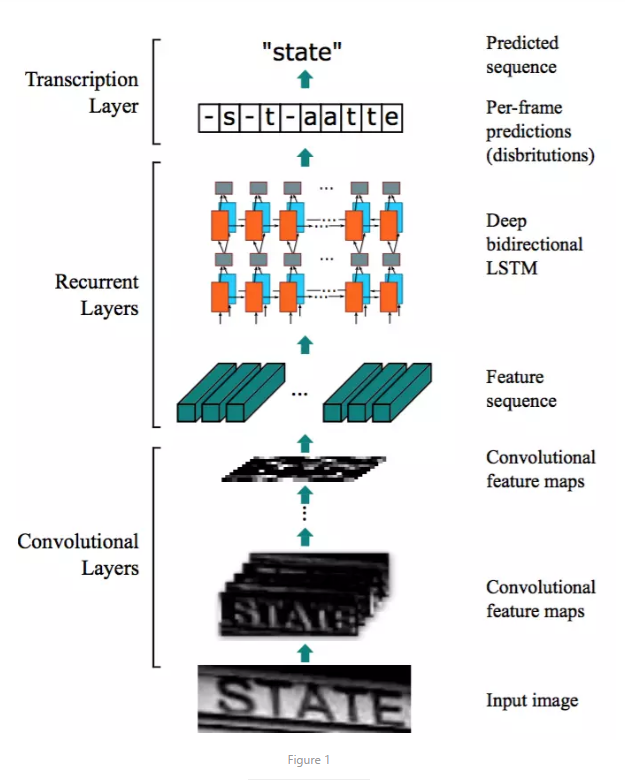 "state"
Predicted
sequence
Transcription
Layer
-s-t-aatte
Per-frame
predictions
(disbritutions)
Recurrent
Layers
Deep
bidirectional
LSTM
...
...
...
...
...
Feature
sequence
Convolutional
Layers
Convolutional
feature maps
...
STATE
Convolutional
feature maps
STATE
Input image
Figure 1